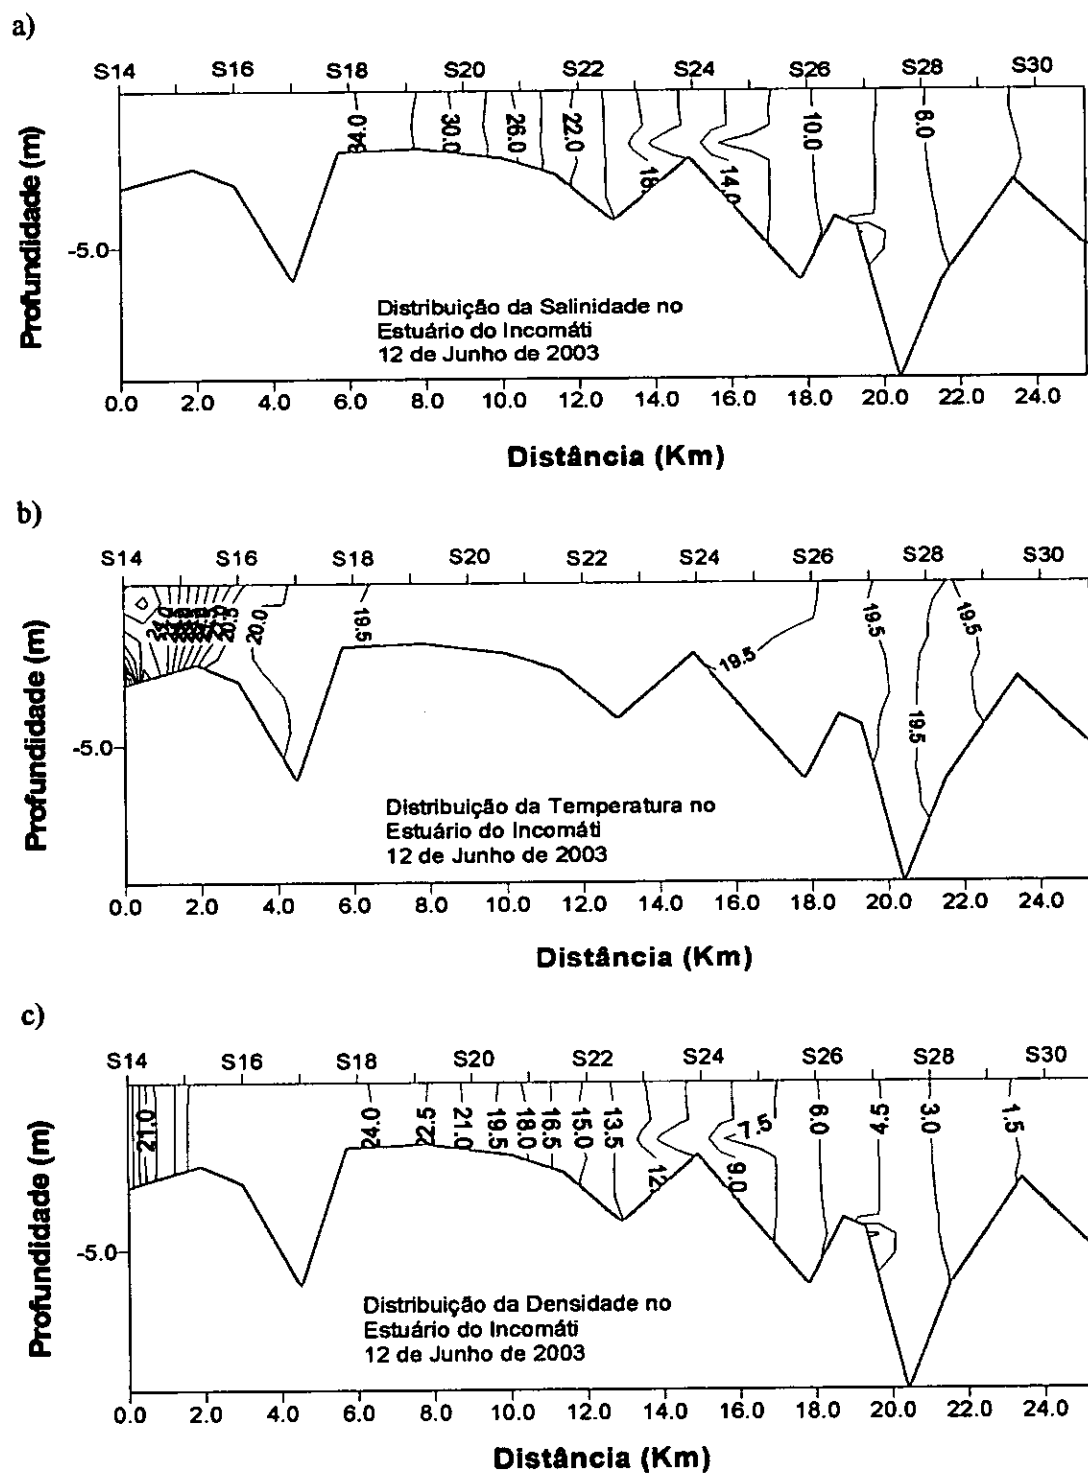 a)
S14 S16 S18 S20 S22 S24 S26 S28 S30
34.0 30.0 26.0 22.0 18. 14.0 10.0 6.0
Profundidade (m)
-5.0
Distribuição da Salinidade no
Estuário do Incomáti
12 de Junho de 2003
0.0 2.0 4.0 6.0 8.0 10.0 12.0 14.0 16.0 18.0 20.0 22.0 24.0
Distância (Km)
b)
S14 S16 S18 S20 S22 S24 S26 S28 S30
24.0 20.5 20.0 19.5 19.5 19.5 19.5 19.5
Profundidade (m)
-5.0
Distribuição da Temperatura no
Estuário do Incomáti
12 de Junho de 2003
0.0 2.0 4.0 6.0 8.0 10.0 12.0 14.0 16.0 18.0 20.0 22.0 24.0
Distância (Km)
c)
S14 S16 S18 S20 S22 S24 S26 S28 S30
21.0 24.0 22.5 21.0 19.5 18.0 16.5 15.0 13.5 12. 9.0 7.5 6.0 4.5 3.0 1.5
Profundidade (m)
-5.0
Distribuição da Densidade no
Estuário do Incomáti
12 de Junho de 2003
0.0 2.0 4.0 6.0 8.0 10.0 12.0 14.0 16.0 18.0 20.0 22.0 24.0
Distância (Km)